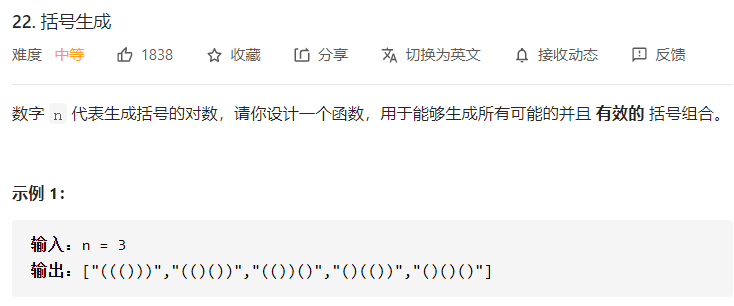 22. 括号生成
难度 中等 1838 收藏 分享 切换为英文 接收动态 反馈
数字 n 代表生成括号的对数，请你设计一个函数，用于能够生成所有可能的并且 有效的 括号组合。
示例 1：
输入：n = 3
输出：["((()))","(()())","(())()","()(())","()()()"]